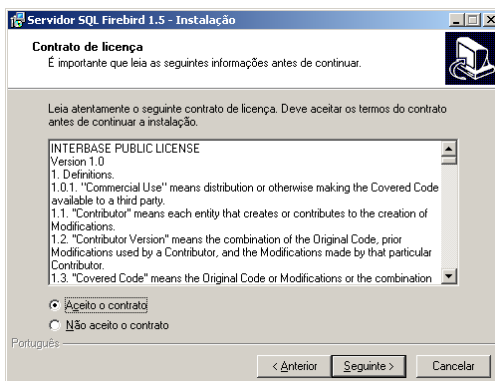 Servidor SQL Firebird 1.5 - Instalação
Contrato de licença
É importante que leia as seguintes informações antes de continuar.
Leia atentamente o seguinte contrato de licença. Deve aceitar os termos do contrato
antes de continuar a instalação.
INTERBASE PUBLIC LICENSE
Version 1.0
1. Definitions.
1.0.1. "Commercial Use" means distribution or otherwise making the Covered Code
available to a third party.
1.1. "Contributor" means each entity that creates or contributes to the creation of
Modifications.
1.2. "Contributor Version" means the combination of the Original Code, prior
Modifications used by a Contributor, and the Modifications made by that particular
Contributor.
1.3. "Covered Code" means the Original Code or Modifications or the combination
Aceito o contrato
Não aceito o contrato
Português
< Anterior
Seguinte >
Cancelar